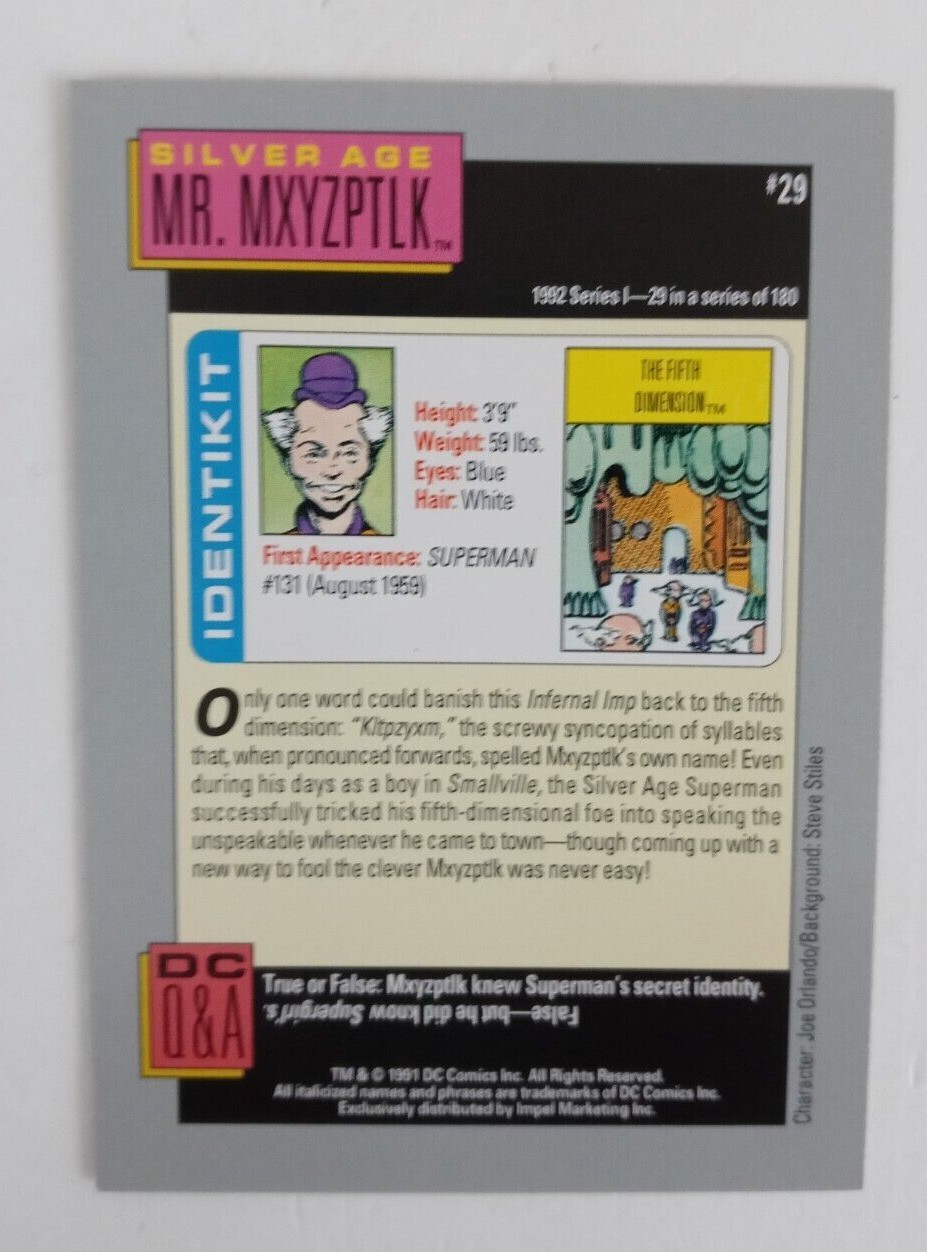 SILVER AGE
MR. MXYZPTLK™
#29
1992 Series I—29 in a series of 180
IDENTIKIT
Height: 3'9"
Weight: 59 lbs.
Eyes: Blue
Hair: White
First Appearance: SUPERMAN
#131 (August 1959)
THE FIFTH
DIMENSION™
Only one word could banish this Infernal Imp back to the fifth
dimension: “Kltpzyxm,” the screwy syncopation of syllables
that, when pronounced forwards, spelled Mxyzptlk's own name! Even
during his days as a boy in Smallville, the Silver Age Superman
successfully tricked his fifth-dimensional foe into speaking the
unspeakable whenever he came to town—though coming up with a
new way to fool the clever Mxyzptlk was never easy!
DC
Q&A
True or False: Mxyzptlk knew Superman's secret identity.
False—but he did know Supergirl's.
TM & © 1991 DC Comics Inc. All Rights Reserved.
All italicized names and phrases are trademarks of DC Comics Inc.
Exclusively distributed by Impel Marketing Inc.
Character: Joe Orlando/Background: Steve Stiles